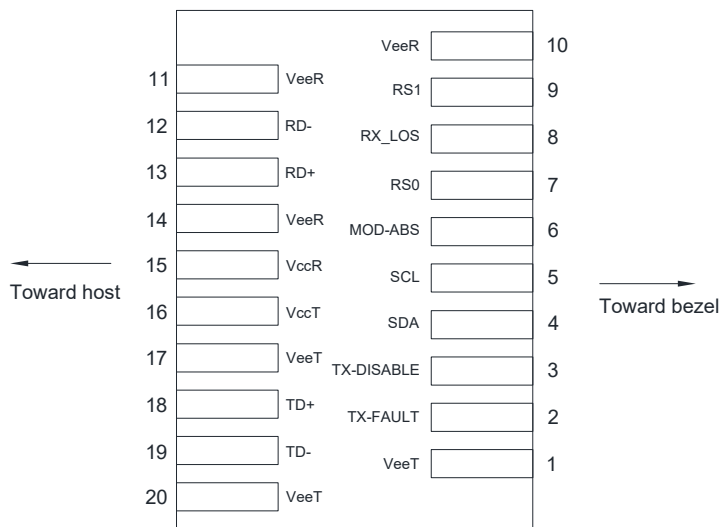 VeeR 10
11 VeeR
RS1 9
12 RD-
RX_LOS 8
13 RD+
RS0 7
14 VeeR
MOD-ABS 6
15 VccR
SCL 5
Toward host
Toward bezel
16 VccT
SDA 4
17 VeeT
TX-DISABLE 3
18 TD+
TX-FAULT 2
19 TD-
VeeT 1
20 VeeT